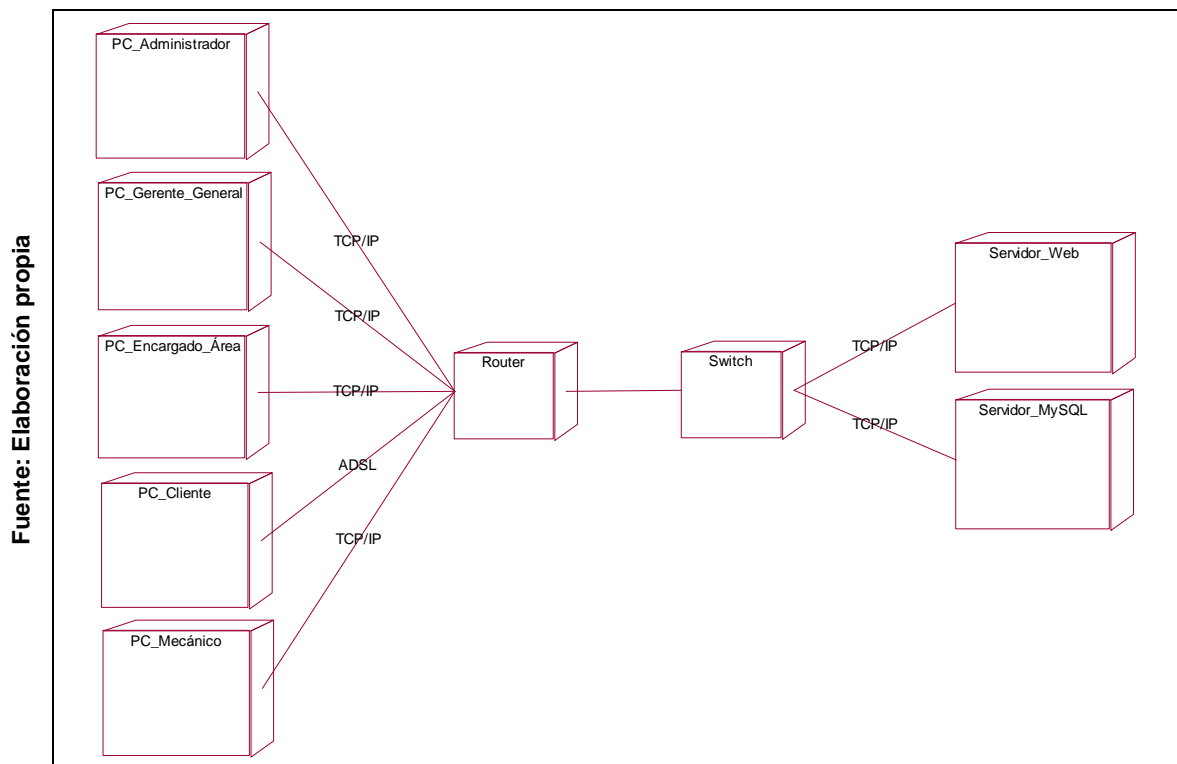 Fuente: Elaboración propia
PC_Administrador
PC_Gerente_General
PC_Encargado_Área
PC_Cliente
PC_Mecánico
TCP/IP
TCP/IP
TCP/IP
ADSL
TCP/IP
Router
Switch
TCP/IP
TCP/IP
Servidor_Web
Servidor_MySQL